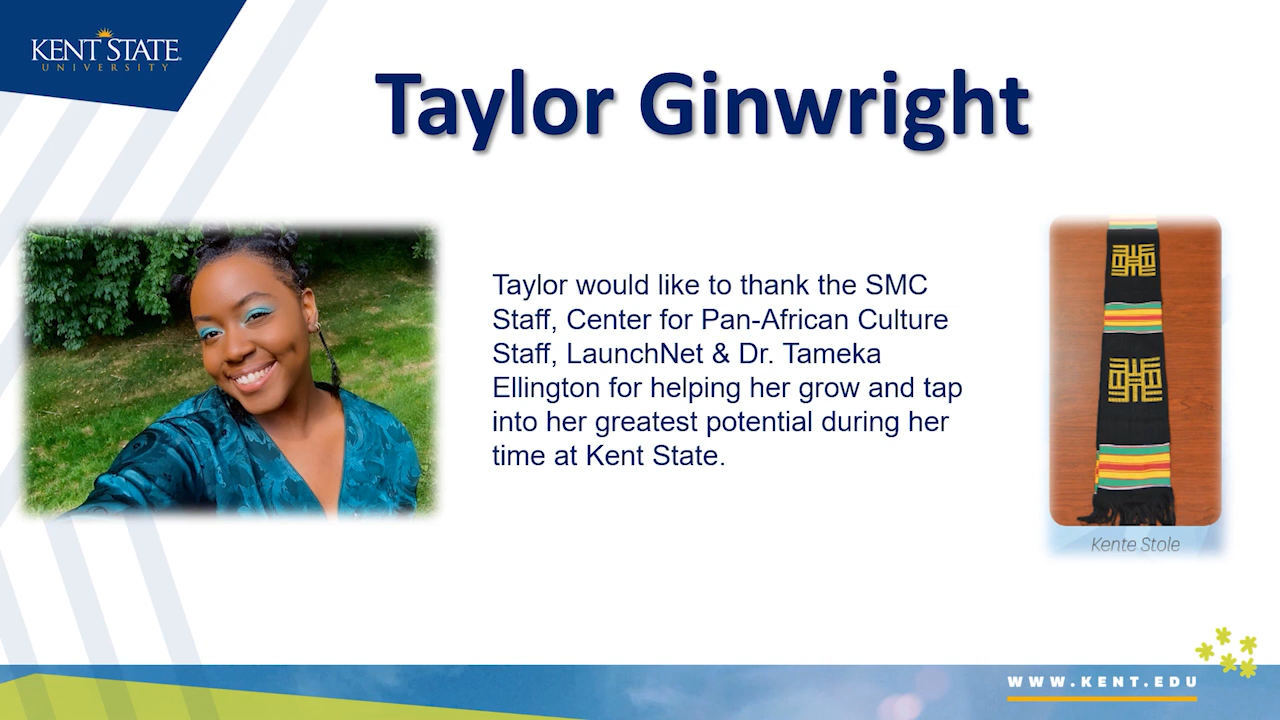 KENT STATE
UNIVERSITY
Taylor Ginwright
Taylor would like to thank the SMC
Staff, Center for Pan-African Culture
Staff, LaunchNet & Dr. Tameka
Ellington for helping her grow and tap
into her greatest potential during her
time at Kent State.
Kente Stole
WWW.KENT.EDU